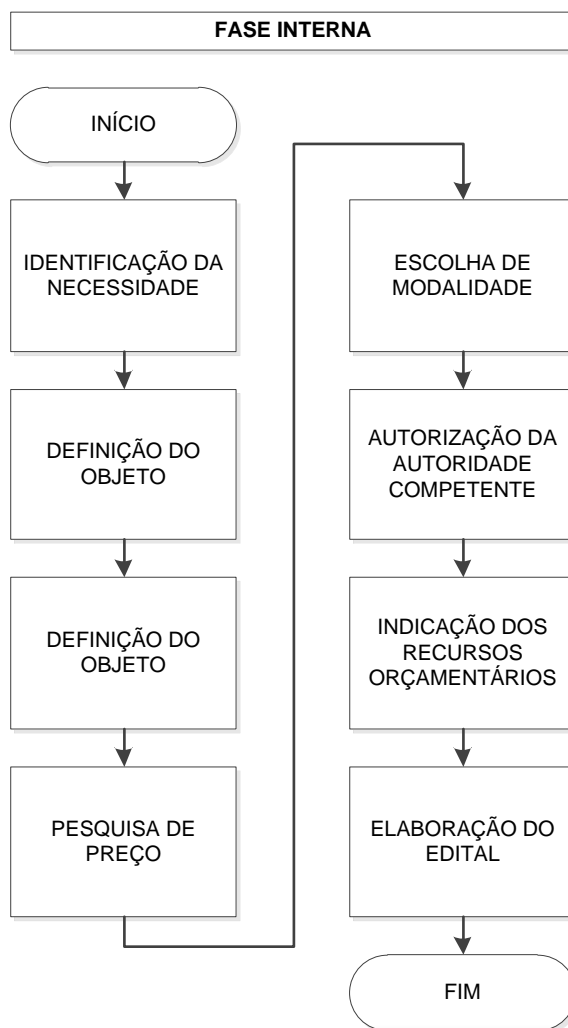 FASE INTERNA
INÍCIO
IDENTIFICAÇÃO DA
NECESSIDADE
DEFINIÇÃO DO
OBJETO
DEFINIÇÃO DO
OBJETO
PESQUISA DE
PREÇO
ESCOLHA DE
MODALIDADE
AUTORIZAÇÃO DA
AUTORIDADE
COMPETENTE
INDICAÇÃO DOS
RECURSOS
ORÇAMENTÁRIOS
ELABORAÇÃO DO
EDITAL
FIM